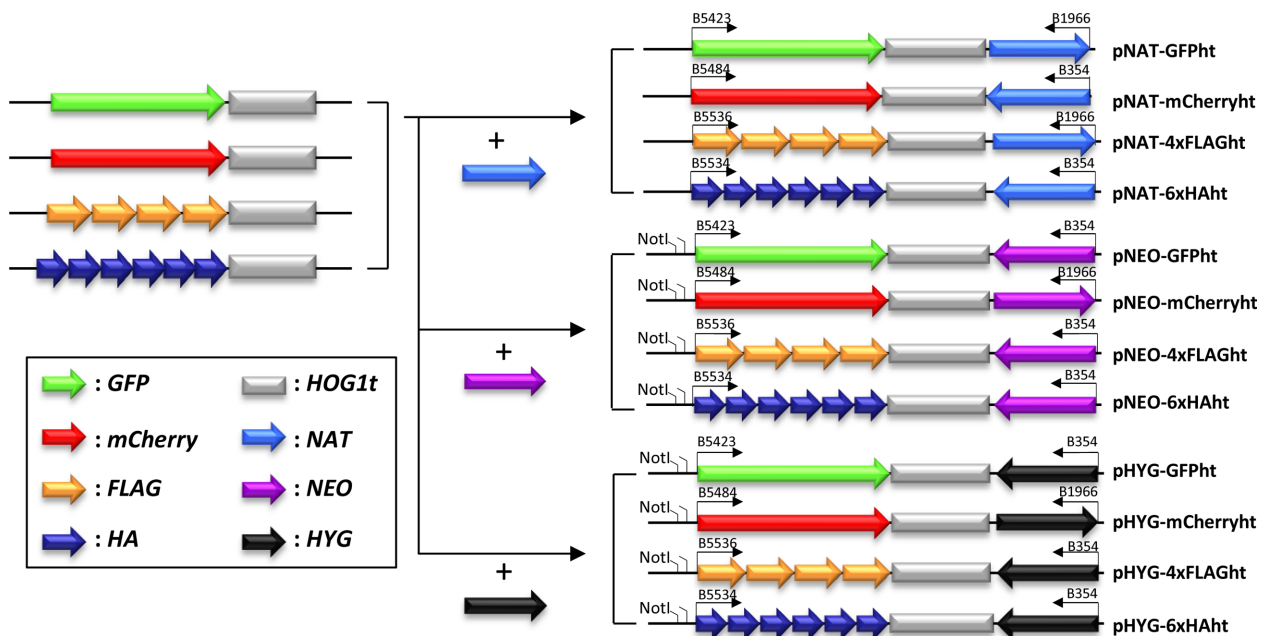 B5423 B1966
pNAT-GFPht
B5484 B354
pNAT-mCherryht
B5536 B1966
+ pNAT-4xFLAGht
B5534 B354
pNAT-6xHAht
B5423 B354
NotI pNEO-GFPht
B5484 B1966
NotI pNEO-mCherryht
B5536 B354
+ NotI pNEO-4xFLAGht
B5534 B354
NotI pNEO-6xHAht
: GFP : HOG1t
: mCherry : NAT
: FLAG : NEO
: HA : HYG
B5423 B354
NotI pHYG-GFPht
B5484 B1966
NotI pHYG-mCherryht
B5536 B354
+ NotI pHYG-4xFLAGht
B5534 B354
NotI pHYG-6xHAht